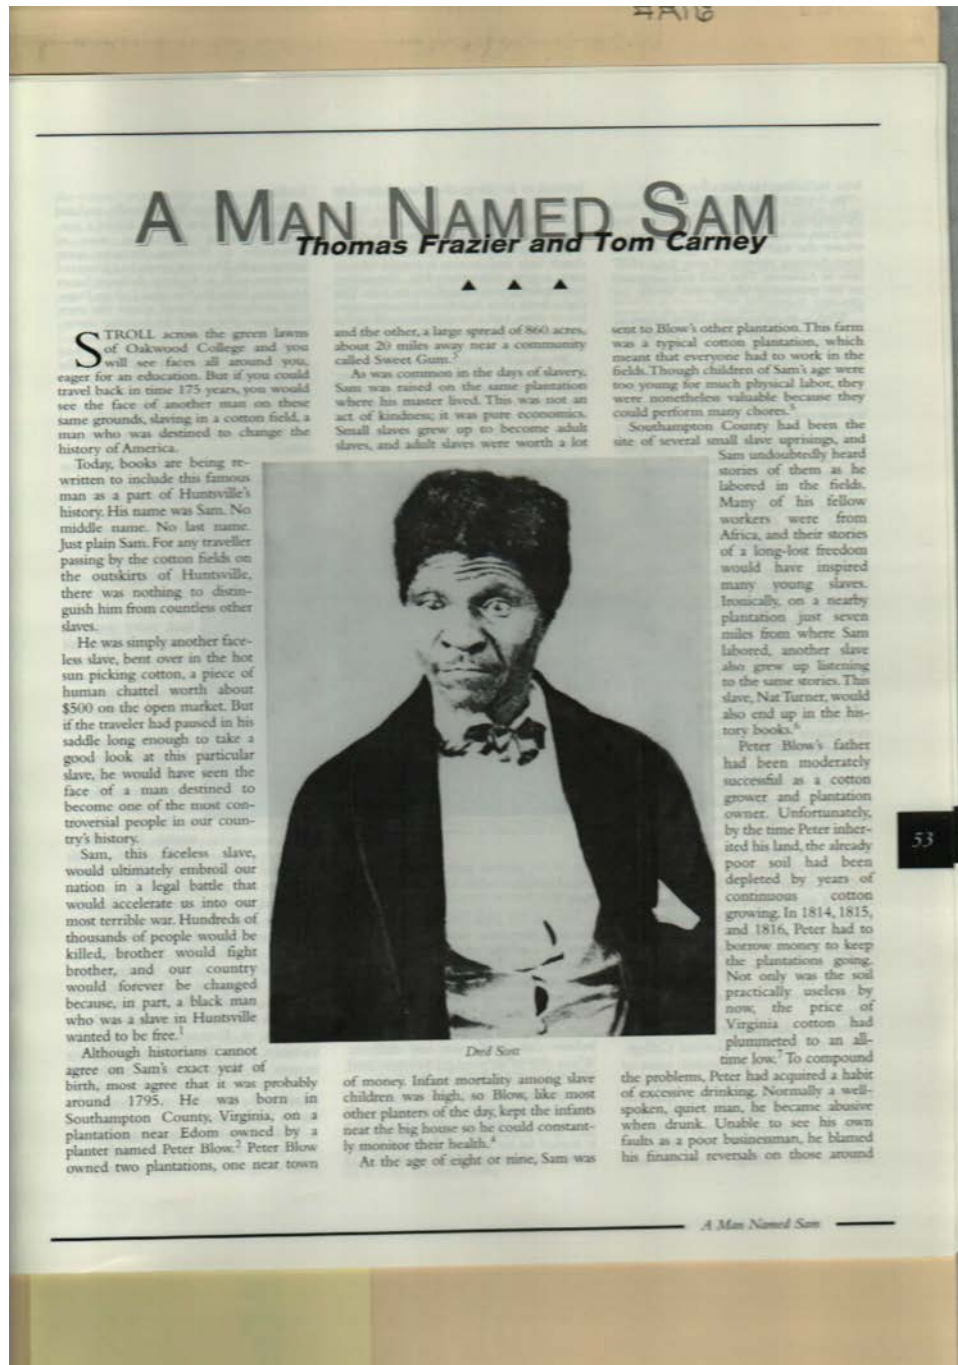 A MAN NAMED SAM
Thomas Frazier and Tom Carney
STROLL across the green lawns
of Oakwood College and you
will see faces all around you,
eager for an education. But if you could
travel back in time 175 years, you would
see the face of another man on these
same grounds, slaving in a cotton field, a
man who was destined to change the
history of America.
Today, books are being re-
written to include this famous
man as a part of Huntsville's
history. His name was Sam. No
middle name. No last name.
Just plain Sam. For any traveller
passing by the cotton fields on
the outskirts of Huntsville,
there was nothing to distin-
guish him from countless other
slaves.
He was simply another face-
less slave, bent over in the hot
sun picking cotton, a piece of
human chattel worth about
$500 on the open market. But
if the traveler had paused in his
saddle long enough to take a
good look at this particular
slave, he would have seen the
face of a man destined to
become one of the most con-
troversial people in our coun-
try's history.
Sam, this faceless slave,
would ultimately embroil our
nation in a legal battle that
would accelerate us into our
most terrible war. Hundreds of
thousands of people would be
killed, brother would fight
brother, and our country
would forever be changed
because, in part, a black man
who was a slave in Huntsville
wanted to be free.1
Although historians cannot
agree on Sam's exact year of
birth, most agree that it was probably
around 1795. He was born in
Southampton County, Virginia, on a
plantation near Edom owned by a
planter named Peter Blow.2 Peter Blow
owned two plantations, one near town
and the other, a large spread of 860 acres,
about 20 miles away near a community
called Sweet Gum.3
As was common in the days of slavery,
Sam was raised on the same plantation
where his master lived. This was not an
act of kindness; it was pure economics.
Small slaves grew up to become adult
slaves, and adult slaves were worth a lot
Dred Scott
of money. Infant mortality among slave
children was high, so Blow, like most
other planters of the day, kept the infants
near the big house so he could constant-
ly monitor their health.4
At the age of eight or nine, Sam was
sent to Blow's other plantation. This farm
was a typical cotton plantation, which
meant that everyone had to work in the
fields. Though children of Sam's age were
too young for much physical labor, they
were nonetheless valuable because they
could perform many chores.5
Southampton County had been the
site of several small slave uprisings, and
Sam undoubtedly heard
stories of them as he
labored in the fields.
Many of his fellow
workers were from
Africa, and their stories
of a long-lost freedom
would have inspired
many young slaves.
Ironically, on a nearby
plantation just seven
miles from where Sam
labored, another slave
also grew up listening
to the same stories. This
slave, Nat Turner, would
also end up in the his-
tory books.6
Peter Blow's father
had been moderately
successful as a cotton
grower and plantation
owner. Unfortunately,
by the time Peter inher-
ited his land, the already
poor soil had been
depleted by years of
continuous cotton
growing. In 1814, 1815,
and 1816, Peter had to
borrow money to keep
the plantations going.
Not only was the soil
practically useless by
now, the price of
Virginia cotton had
plummeted to an all-
time low.7 To compound
the problems, Peter had acquired a habit
of excessive drinking. Normally a well-
spoken, quiet man, he became abusive
when drunk. Unable to see his own
faults as a poor businessman, he blamed
his financial reversals on those around
53
A Man Named Sam